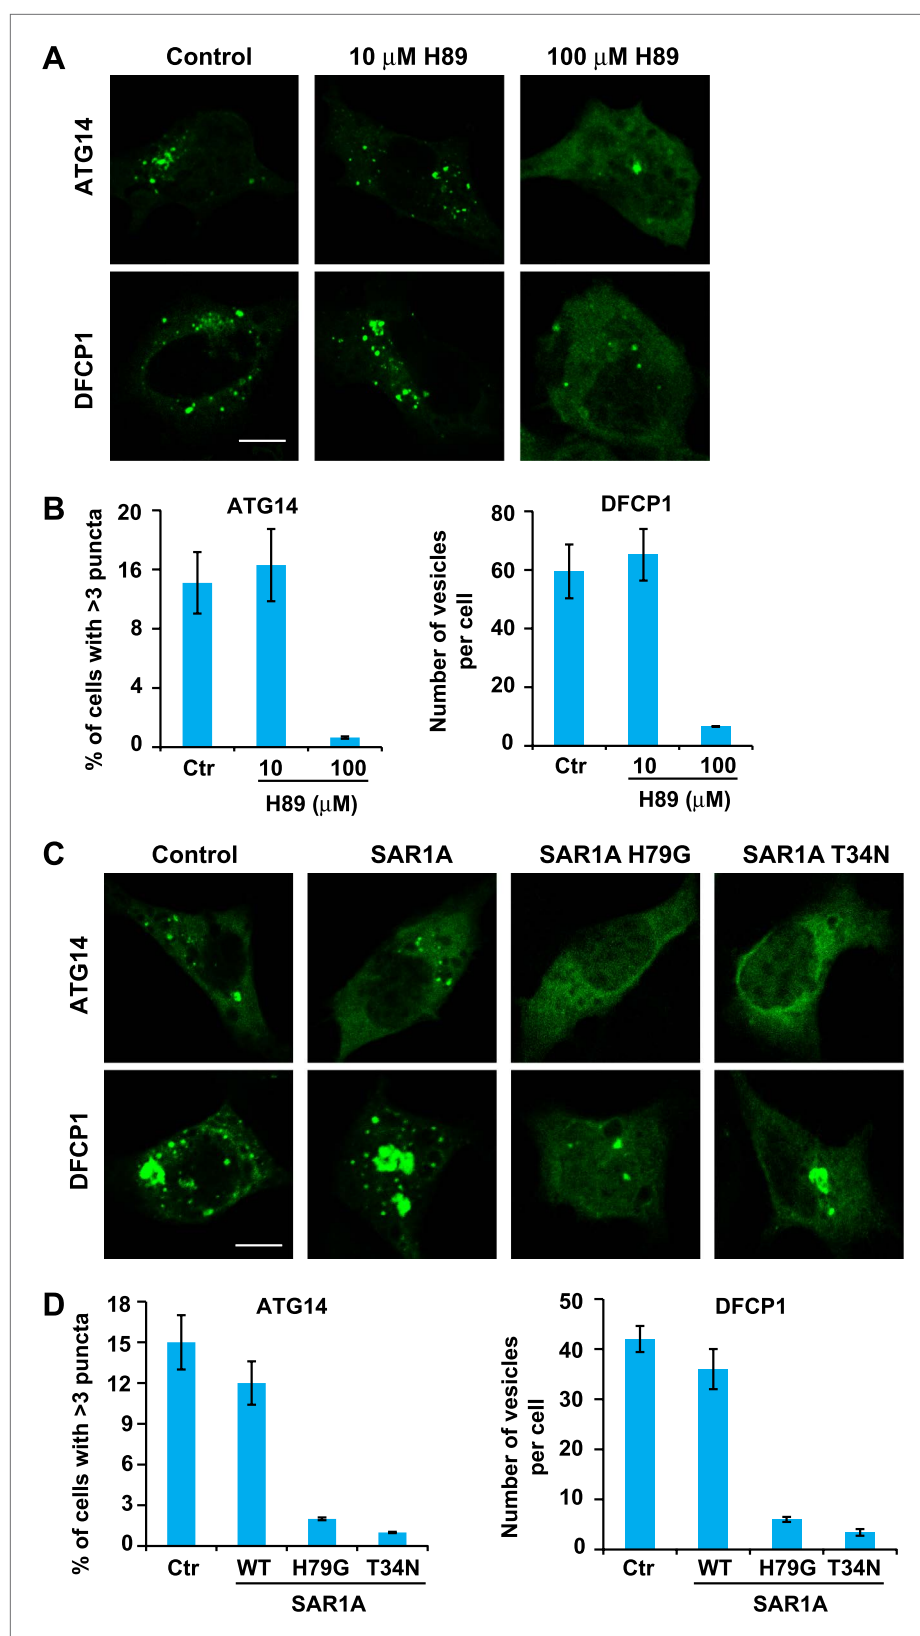 A
Control
10 μM H89
100 μM H89
ATG14
DFCP1
B
ATG14
% of cells with >3 puncta
20
16
8
4
0
Ctr
10
100
H89 (μM)
DFCP1
Number of vesicles
per cell
80
60
40
20
0
Ctr
10
100
H89 (μM)
C
Control
SAR1A
SAR1A H79G
SAR1A T34N
ATG14
DFCP1
D
ATG14
% of cells with >3 puncta
18
15
12
9
6
3
0
Ctr
WT
H79G
T34N
SAR1A
DFCP1
Number of vesicles
per cell
50
40
30
20
10
0
Ctr
WT
H79G
T34N
SAR1A